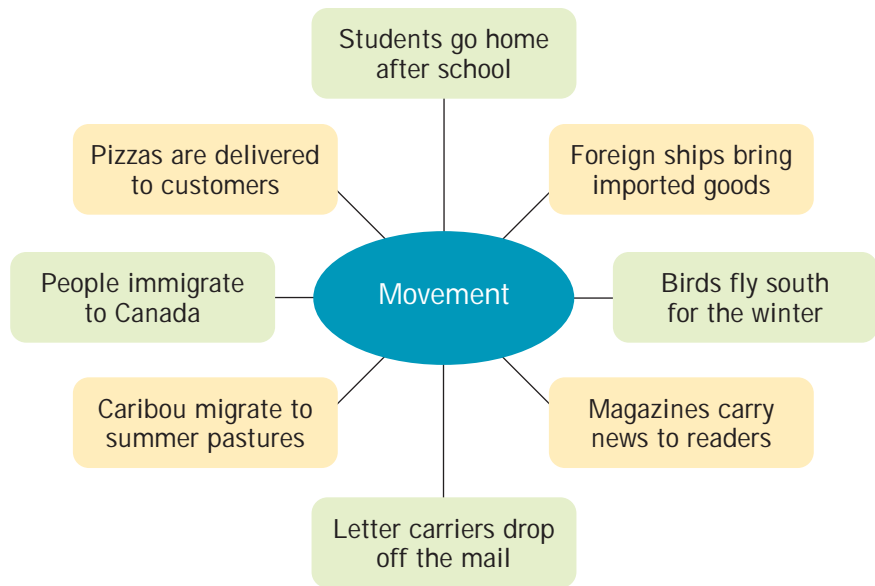 Students go home
after school
Pizzas are delivered
to customers
Foreign ships bring
imported goods
People immigrate
to Canada
Movement
Birds fly south
for the winter
Caribou migrate to
summer pastures
Magazines carry
news to readers
Letter carriers drop
off the mail